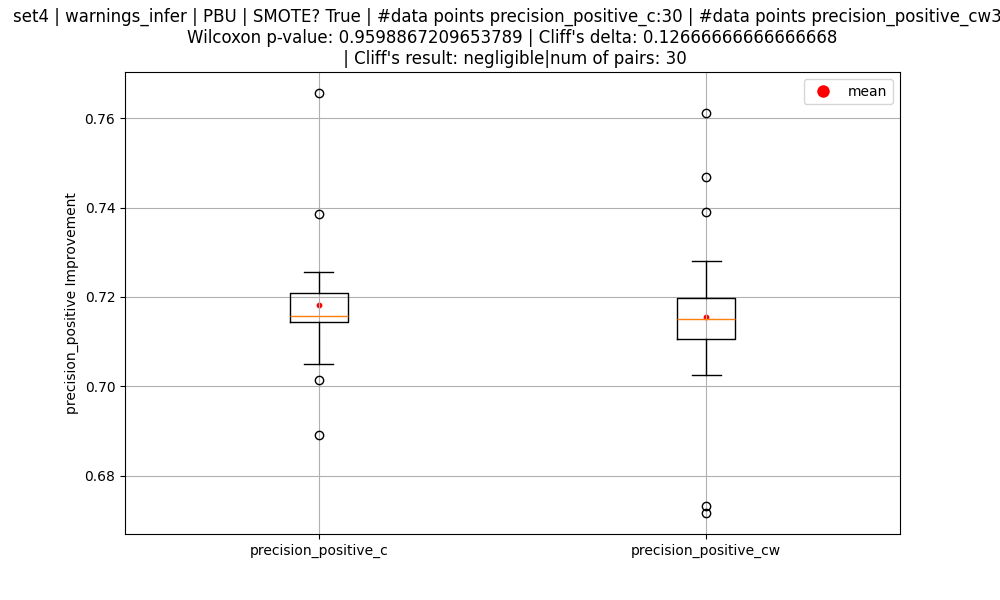 set4 | warnings_infer | PBU | SMOTE? True | #data points precision_positive_c:30 | #data points precision_positive_cw3
Wilcoxon p-value: 0.9598867209653789 | Cliff's delta: 0.12666666666666668
| Cliff's result: negligible|num of pairs: 30
mean
0.76
0.74
0.72
0.70
0.68
precision_positive Improvement
precision_positive_c
precision_positive_cw